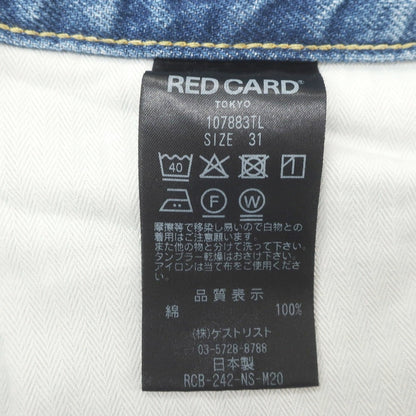 RED CARD®
TOKYO
107883TL
SIZE 31
40
F W
摩擦等で移染し易いので白物との
着用はご注意願います。
また他の物と分けて洗って下さい。
タンブラー乾燥はお避け下さい。
アイロンは当て布をご使用下さい。
品質表示
綿 100%
(株)ゲストリスト
03-5728-8788
日本製
RCB-242-NS-M20